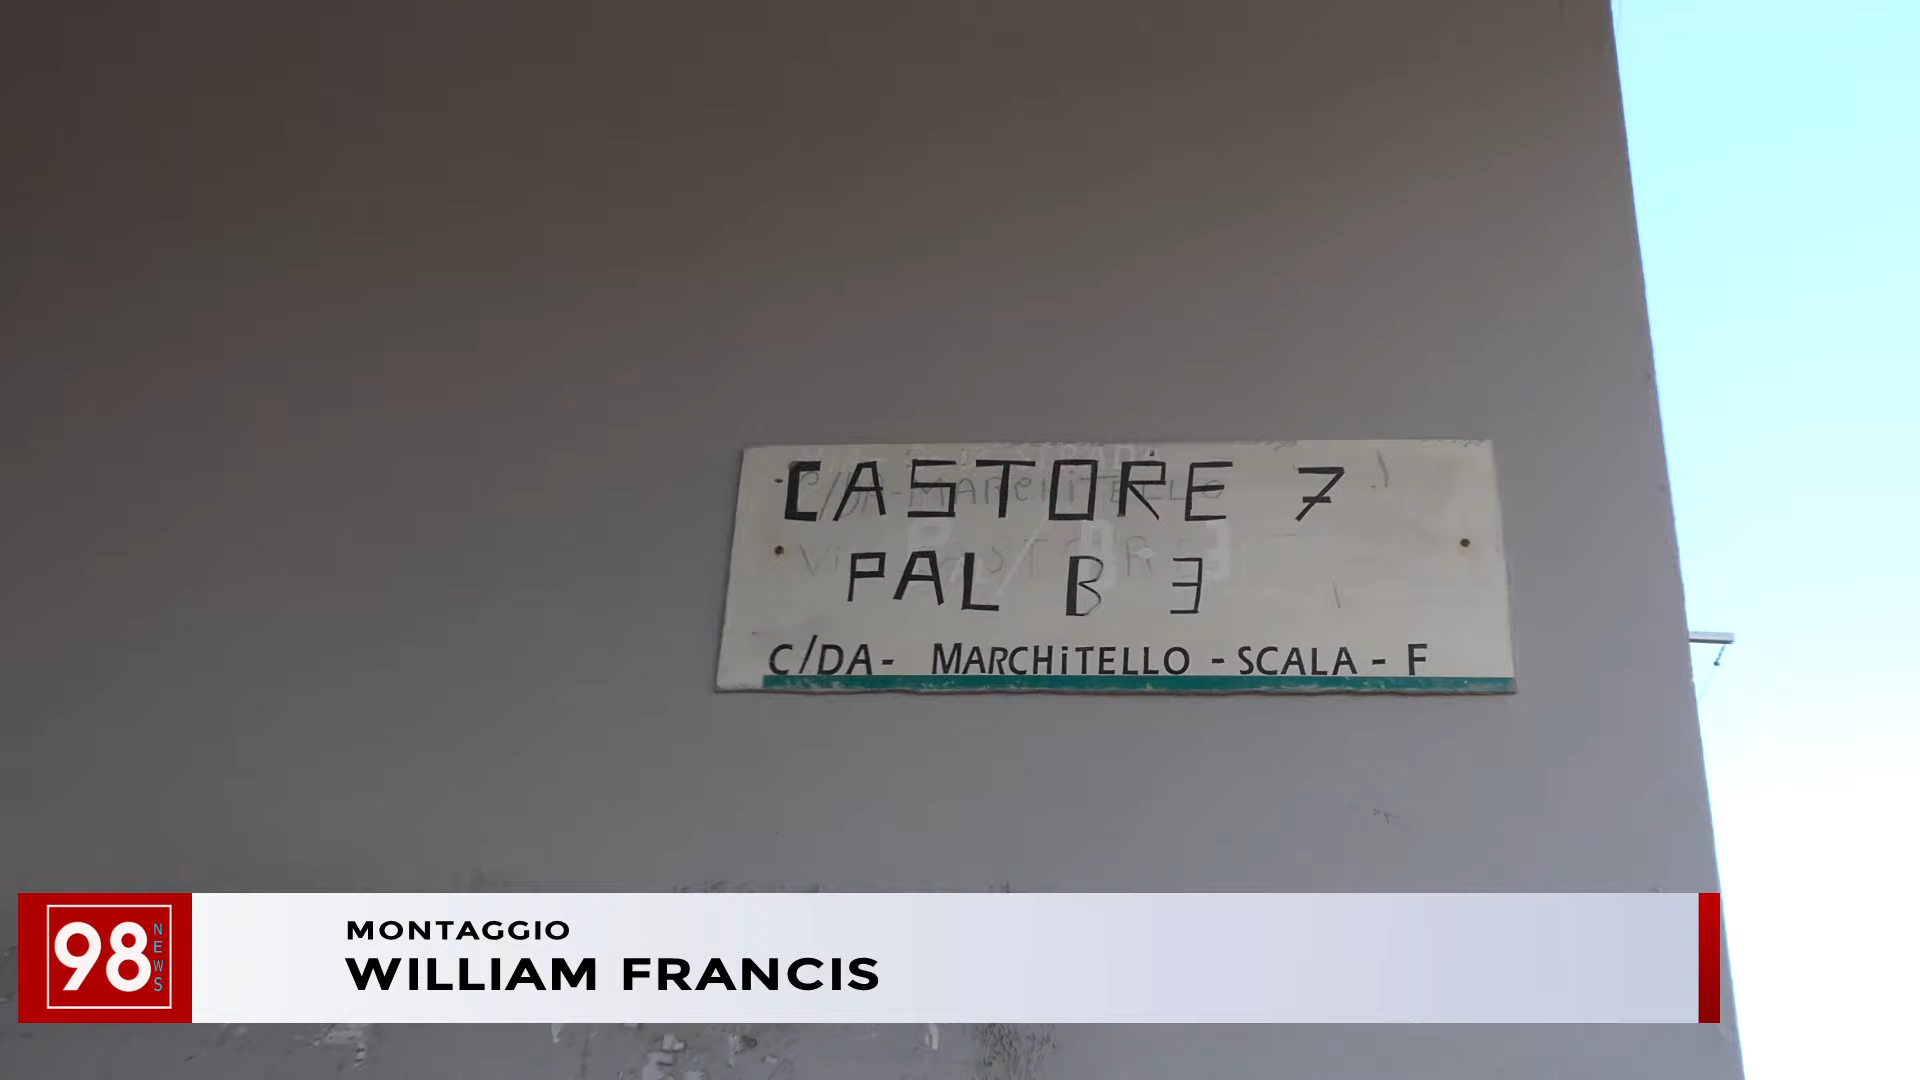 CASTORE 7
PAL B 3
C/DA- MARCHiTELLO - SCALA - F
98
NEWS
MONTAGGIO
WILLIAM FRANCIS